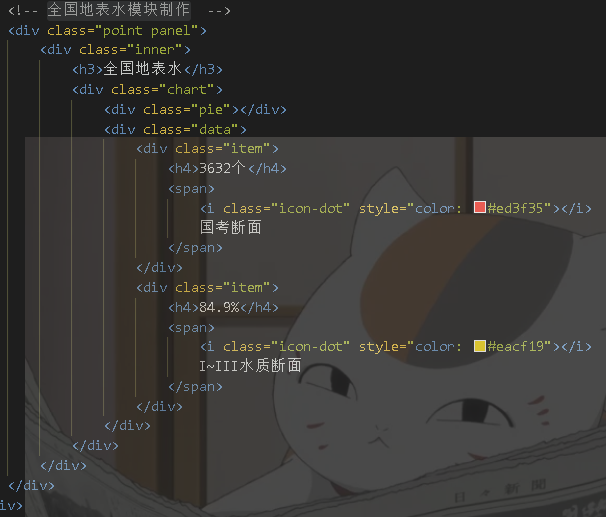 <!-- 全国地表水模块制作  -->
<div class="point panel">
<div class="inner">
<h3>全国地表水</h3>
<div class="chart">
<div class="pie"></div>
<div class="data">
<div class="item">
<h4>3632个</h4>
<span>
<i class="icon-dot" style="color: #ed3f35"></i>
国考断面
</span>
</div>
<div class="item">
<h4>84.9%</h4>
<span>
<i class="icon-dot" style="color: #eacf19"></i>
I~III水质断面
</span>
</div>
</div>
</div>
</div>
</div>
iv>
日々新聞